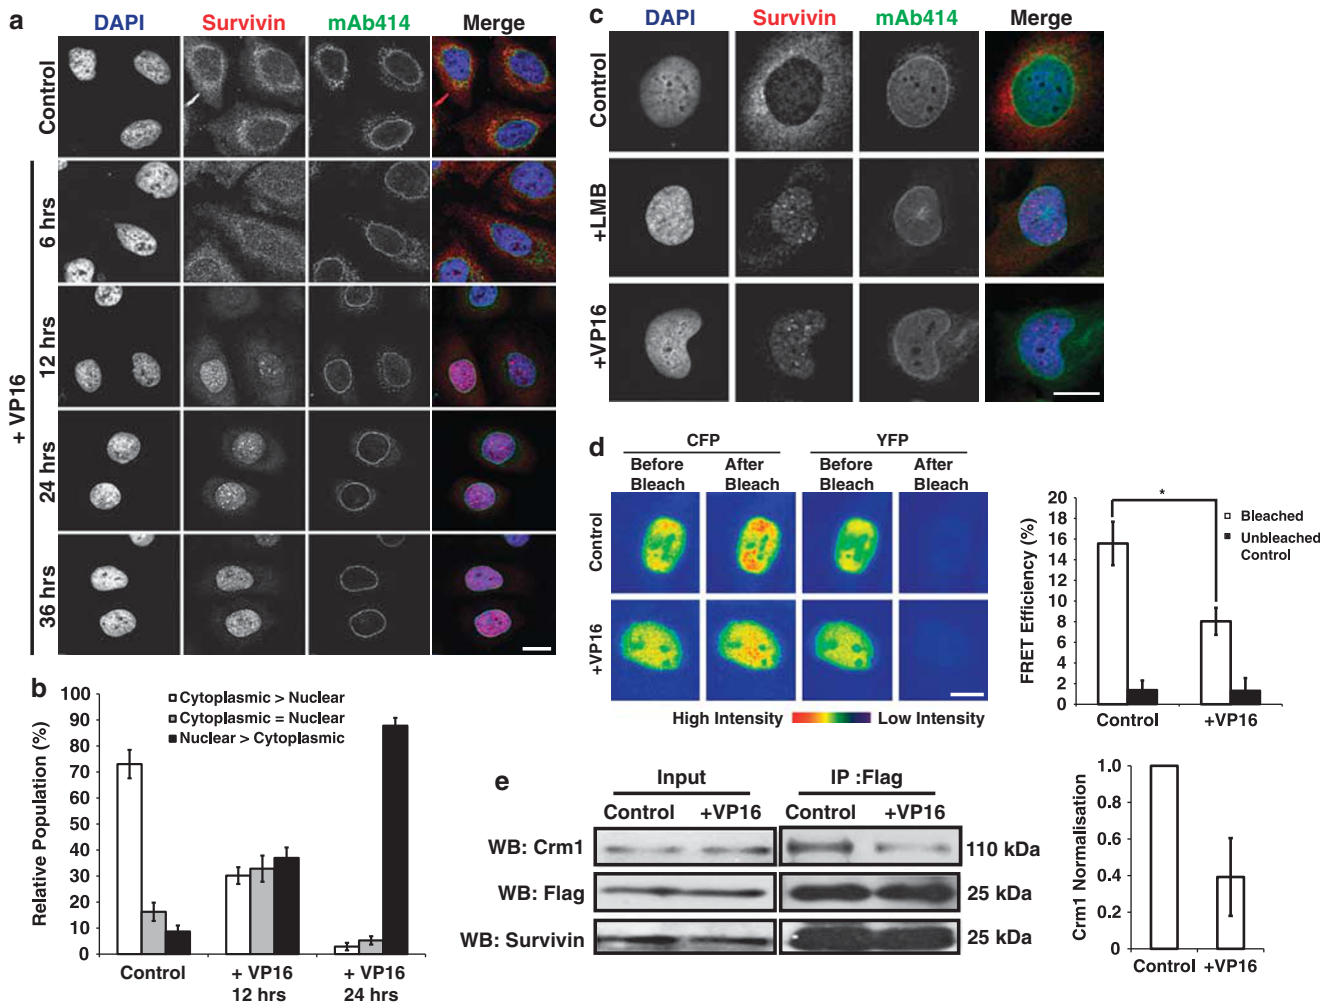 a
DAPI Survivin mAb414 Merge
Control
+ VP16
6 hrs
12 hrs
24 hrs
36 hrs
b
Relative Population (%)
100
90
80
70
60
50
40
30
20
10
0
Cytoplasmic > Nuclear
Cytoplasmic = Nuclear
Nuclear > Cytoplasmic
Control + VP16 + VP16
12 hrs 24 hrs
c
DAPI Survivin mAb414 Merge
Control
+LMB
+VP16
d
CFP YFP
Before After Before After
Bleach Bleach Bleach Bleach
Control
+VP16
High Intensity Low Intensity
FRET Efficiency (%)
20
18
16
14
12
10
8
6
4
2
0
*
Bleached
Unbleached
Control
Control +VP16
e
Input IP :Flag
Control +VP16 Control +VP16
WB: Crm1 110 kDa
WB: Flag 25 kDa
WB: Survivin 25 kDa
Crm1 Normalisation
1.0
0.8
0.6
0.4
0.2
0
Control +VP16